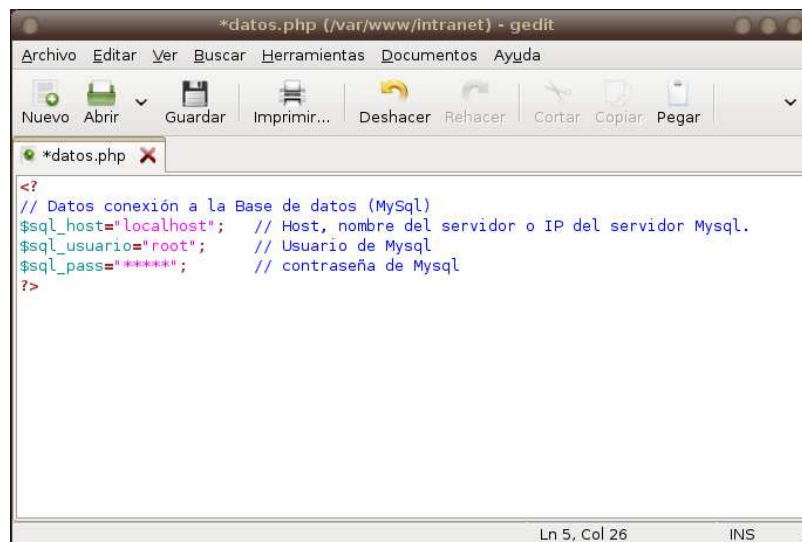 *datos.php (/var/www/intranet) - gedit
Archivo Editar Ver Buscar Herramientas Documentos Ayuda
Nuevo Abrir Guardar Imprimir... Deshacer Rehacer Cortar Copiar Pegar
*datos.php
<?
// Datos conexión a la Base de datos (MySql)
$sql_host="localhost"; // Host, nombre del servidor o IP del servidor Mysql.
$sql_usuario="root"; // Usuario de Mysql
$sql_pass="*****"; // contraseña de Mysql
?>
Ln 5, Col 26 INS